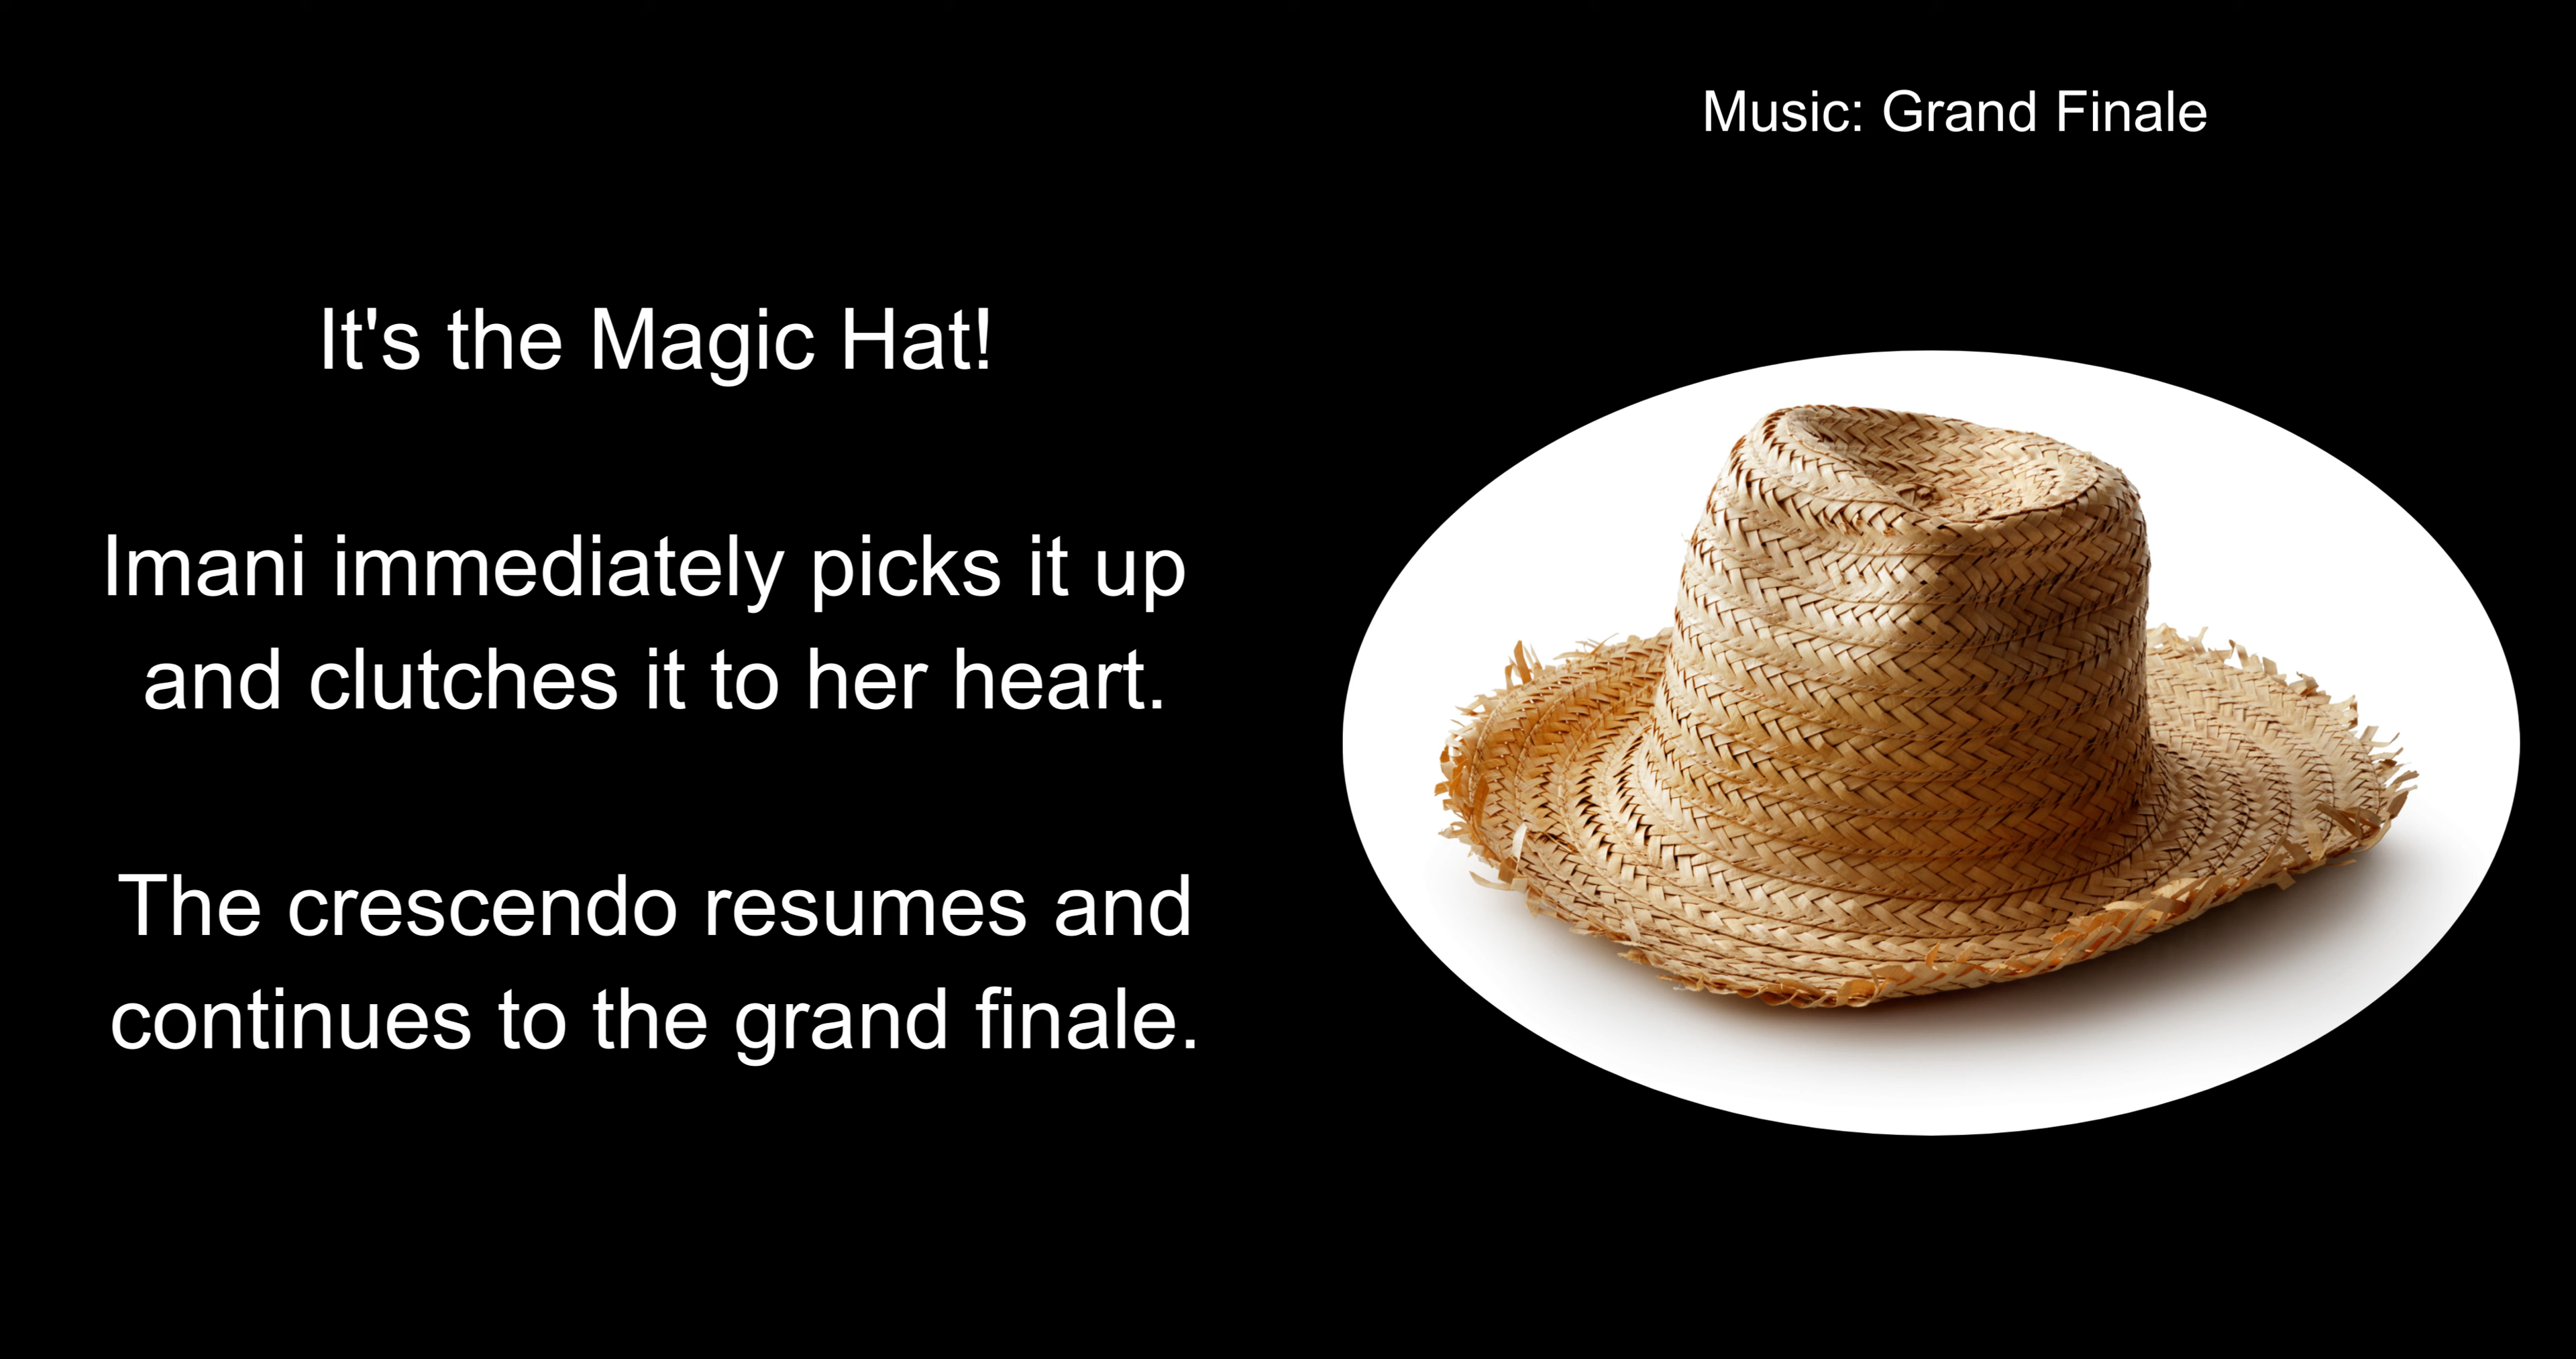 Music: Grand Finale
It's the Magic Hat!
Imani immediately picks it up
and clutches it to her heart.
The crescendo resumes and
continues to the grand finale.